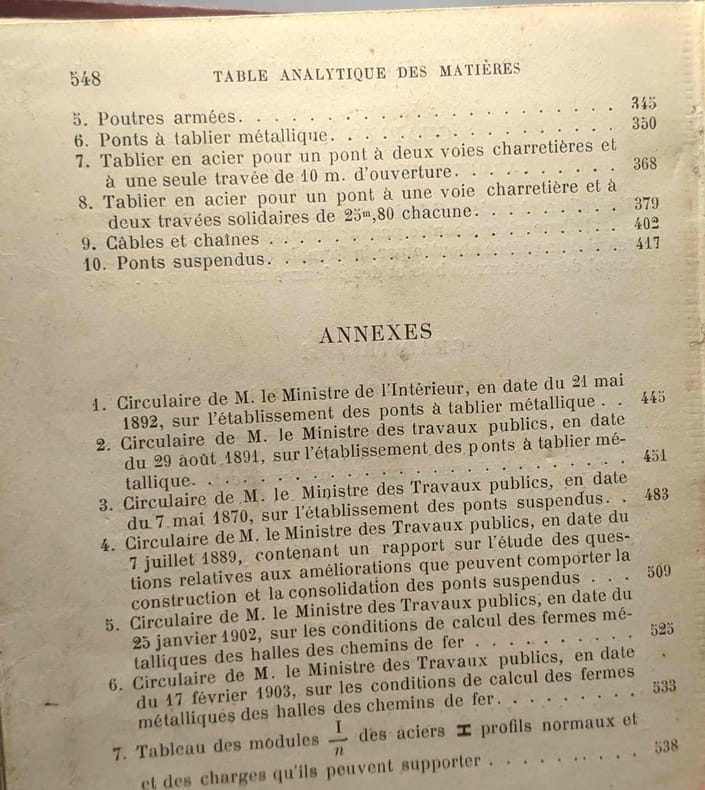 548 TABLE ANALYTIQUE DES MATIÈRES
5. Poutres armées. . . . . . . . . . . . . . . . . . . . 345
6. Ponts à tablier métallique. . . . . . . . . . . . . . . 350
7. Tablier en acier pour un pont à deux voies charretières et
à une seule travée de 10 m. d'ouverture. . . . . . . . . 368
8. Tablier en acier pour un pont à une voie charretière et à
deux travées solidaires de 25m,80 chacune. . . . . . . . 379
9. Câbles et chaînes . . . . . . . . . . . . . . . . . . 402
10. Ponts suspendus. . . . . . . . . . . . . . . . . . . 417
ANNEXES
1. Circulaire de M. le Ministre de l'Intérieur, en date du 21 mai
1892, sur l'établissement des ponts à tablier métallique . . 445
2. Circulaire de M. le Ministre des travaux publics, en date
du 29 août 1891, sur l'établissement des ponts à tablier mé-
tallique. . . . . . . . . . . . . . . . . . . . . . 451
3. Circulaire de M. le Ministre des Travaux publics, en date
du 7 mai 1870, sur l'établissement des ponts suspendus. . 483
4. Circulaire de M. le Ministre des Travaux publics, en date du
7 juillet 1889, contenant un rapport sur l'étude des ques-
tions relatives aux améliorations que peuvent comporter la
construction et la consolidation des ponts suspendus . . . 509
5. Circulaire de M. le Ministre des Travaux publics, en date du
25 janvier 1902, sur les conditions de calcul des fermes mé-
talliques des halles des chemins de fer . . . . . . . . . 525
6. Circulaire de M. le Ministre des Travaux publics, en date
du 17 février 1903, sur les conditions de calcul des fermes
métalliques des halles des chemins de fer. . . . . . . . . 533
7. Tableau des modules I/n des aciers I profils normaux et
et des charges qu'ils peuvent supporter . . . . . . . . . 538